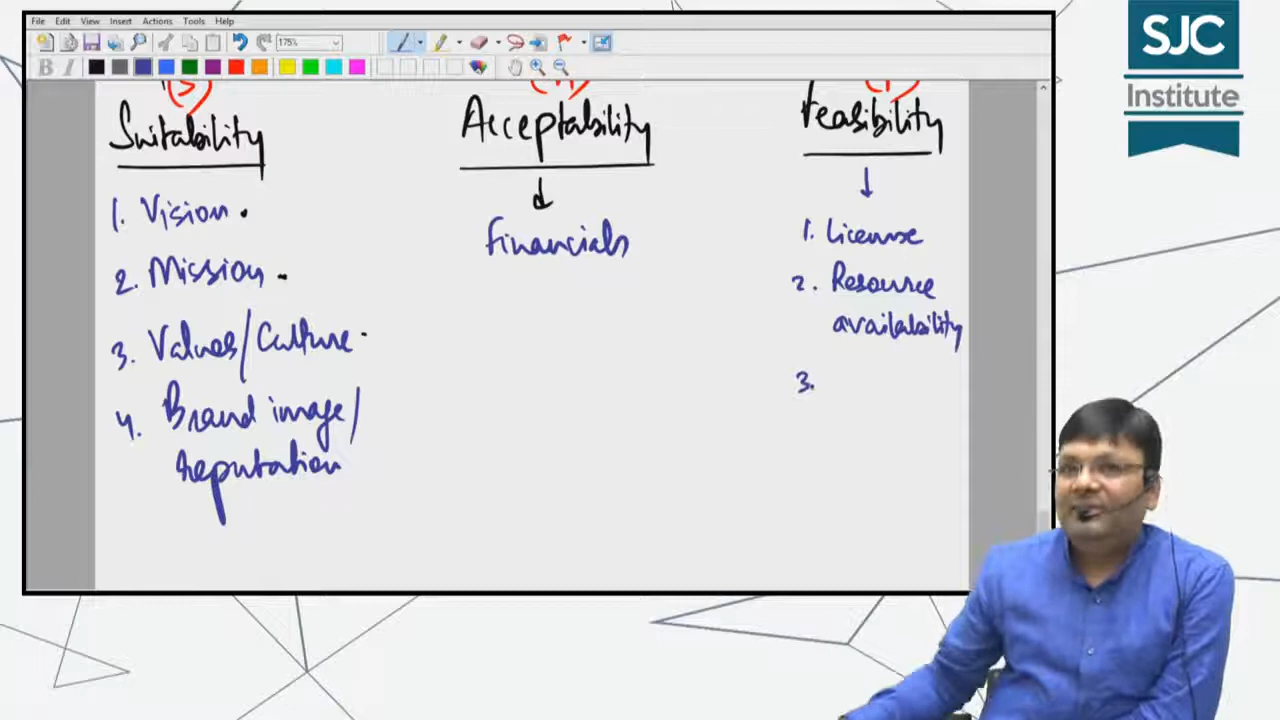 File Edit View Insert Actions Tools Help
175%
B I
SJC
Institute
(S)
Suitability
1. Vision.
2. Mission.
3. Values/Culture.
4. Brand image/
reputation
Acceptability
Financials
Feasibility
1. License
2. Resource
availability
3.